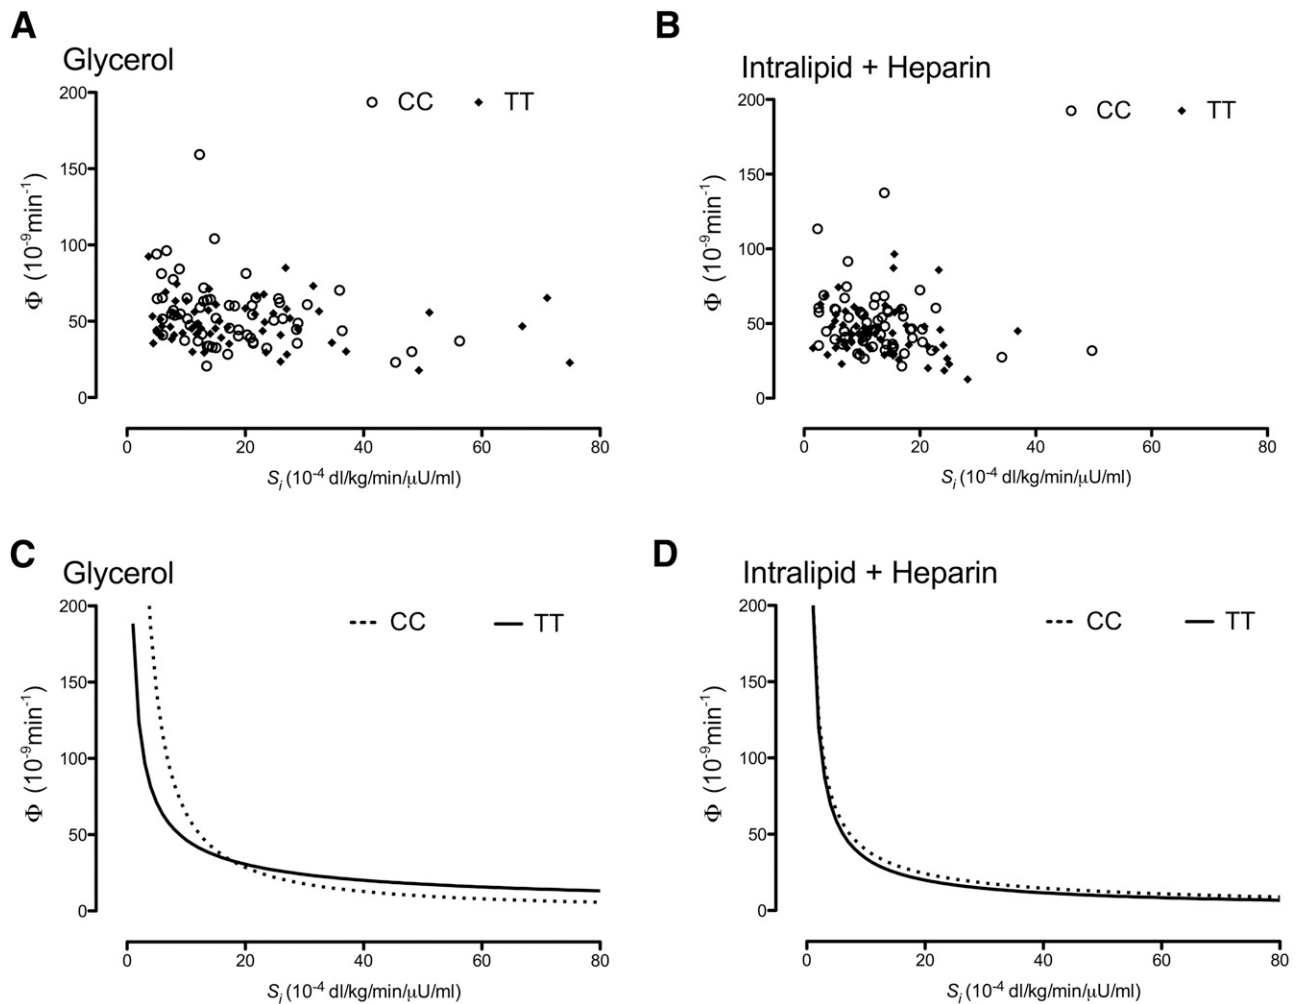 A
Glycerol
CC TT
200
150
100
50
0
Φ (10-9min-1)
0 20 40 60 80
Si (10-4 dl/kg/min/μU/ml)
B
Intralipid + Heparin
CC TT
200
150
100
50
0
Φ (10-9min-1)
0 20 40 60 80
Si (10-4 dl/kg/min/μU/ml)
C
Glycerol
CC TT
200
150
100
50
0
Φ (10-9min-1)
0 20 40 60 80
Si (10-4 dl/kg/min/μU/ml)
D
Intralipid + Heparin
CC TT
200
150
100
50
0
Φ (10-9min-1)
0 20 40 60 80
Si (10-4 dl/kg/min/μU/ml)